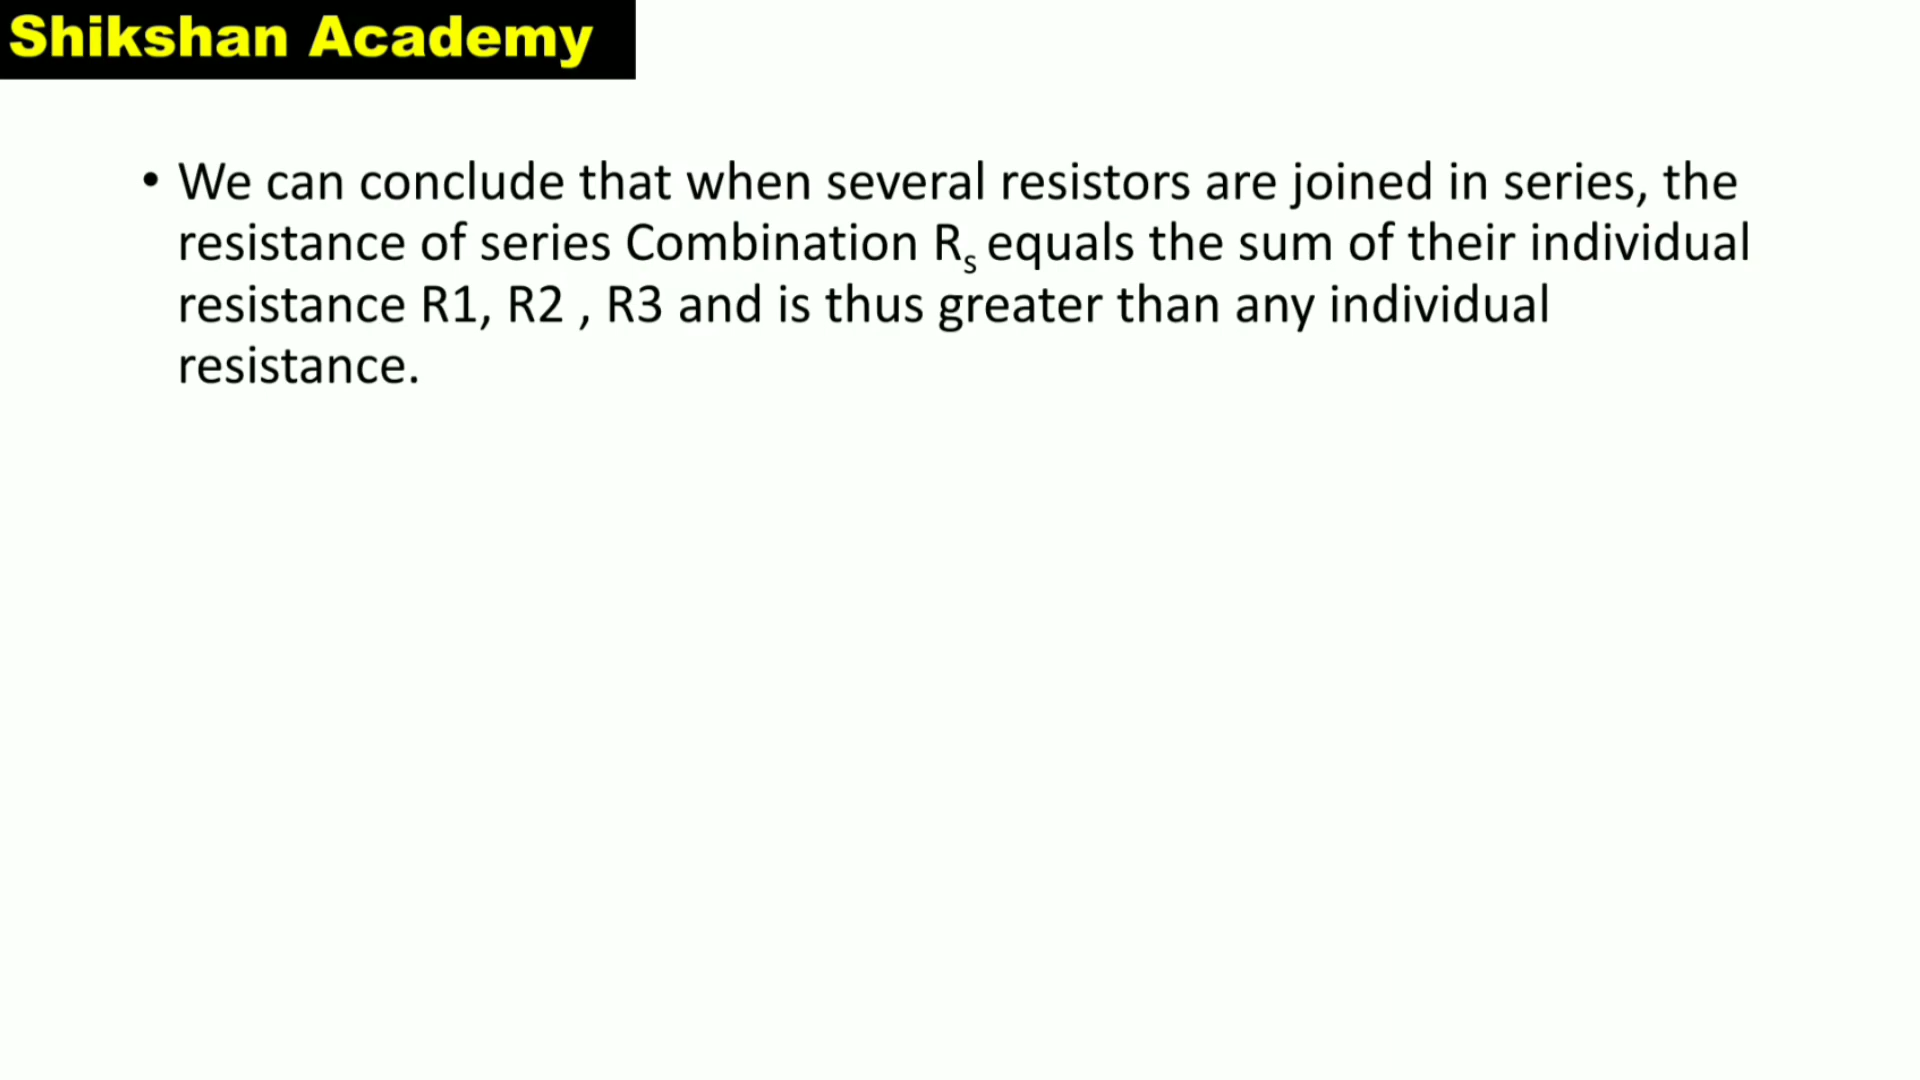 Shikshan Academy
• We can conclude that when several resistors are joined in series, the
resistance of series Combination Rs equals the sum of their individual
resistance R1, R2 , R3 and is thus greater than any individual
resistance.